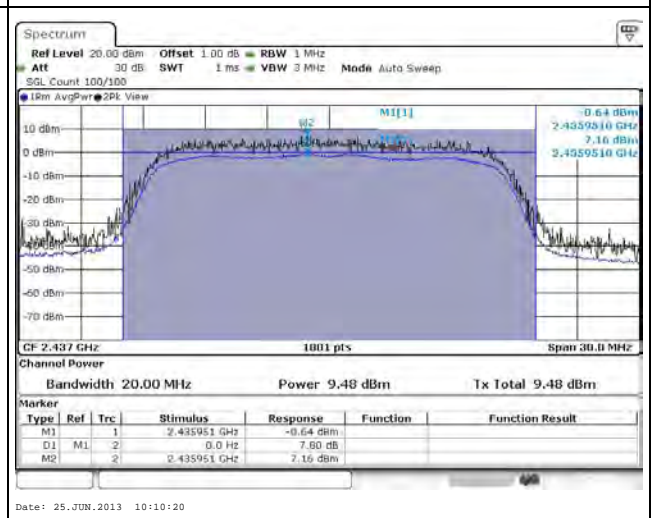 Spectrum
Ref Level 20.00 dBm Offset 1.00 dB RBW 1 MHz
Att 30 dB SWT 1 ms VBW 3 MHz Mode Auto Sweep
SGL Count 100/100
1Rm AvgPwr 2Pk View
M1[1] -0.64 dBm
2.4359510 GHz
M2
7.16 dBm
2.4359510 GHz
10 dBm
0 dBm
-10 dBm
-20 dBm
-30 dBm
-50 dBm
-60 dBm
-70 dBm
CF 2.437 GHz 1001 pts Span 30.0 MHz
Channel Power
Bandwidth 20.00 MHz Power 9.48 dBm Tx Total 9.48 dBm
Marker
Type Ref Trc Stimulus Response Function Function Result
M1 1 2.435951 GHz -0.64 dBm
D1 M1 2 0.0 Hz 7.80 dB
M2 2 2.435951 GHz 7.16 dBm
Date: 25.JUN.2013 10:10:20